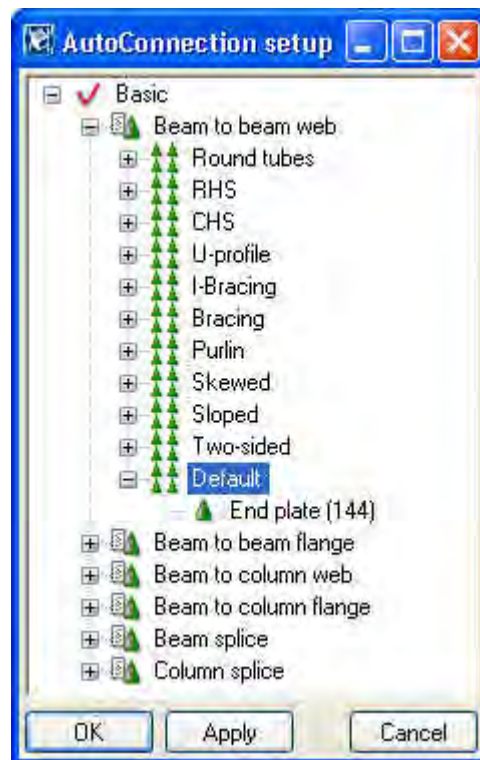 AutoConnection setup
Basic
Beam to beam web
Round tubes
RHS
CHS
U-profile
I-Bracing
Bracing
Purlin
Skewed
Sloped
Two-sided
Default
End plate (144)
Beam to beam flange
Beam to column web
Beam to column flange
Beam splice
Column splice
OK Apply Cancel